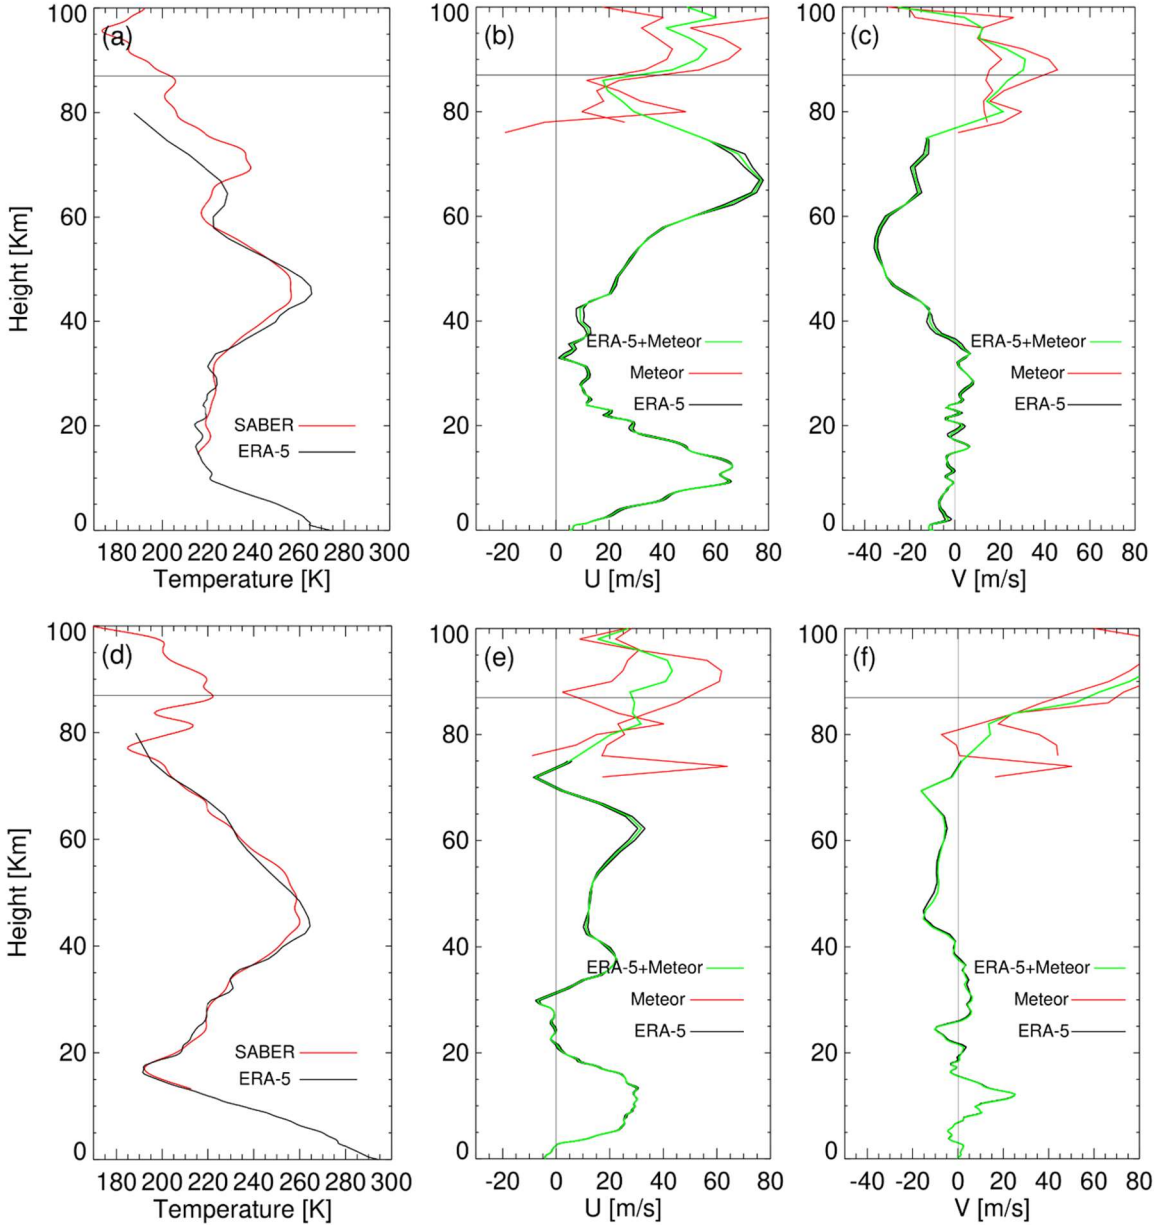 (a)
100
80
60
40
20
0
Height [Km]
SABER
ERA-5
180 200 220 240 260 280 300
Temperature [K]
(b)
100
80
60
40
20
0
ERA-5+Meteor
Meteor
ERA-5
-20 0 20 40 60 80
U [m/s]
(c)
100
80
60
40
20
0
ERA-5+Meteor
Meteor
ERA-5
-40 -20 0 20 40 60 80
V [m/s]
(d)
100
80
60
40
20
0
Height [Km]
SABER
ERA-5
180 200 220 240 260 280 300
Temperature [K]
(e)
100
80
60
40
20
0
ERA-5+Meteor
Meteor
ERA-5
-20 0 20 40 60 80
U [m/s]
(f)
100
80
60
40
20
0
ERA-5+Meteor
Meteor
ERA-5
-40 -20 0 20 40 60 80
V [m/s]